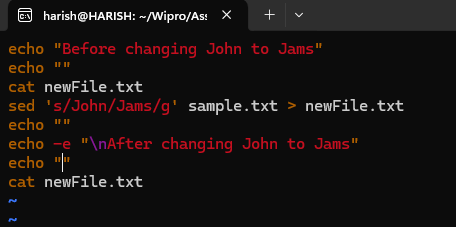 harish@HARISH: ~/Wipro/Ass
echo "Before changing John to Jams"
echo ""
cat newFile.txt
sed 's/John/Jams/g' sample.txt > newFile.txt
echo ""
echo -e "\nAfter changing John to Jams"
echo ""
cat newFile.txt
~
~